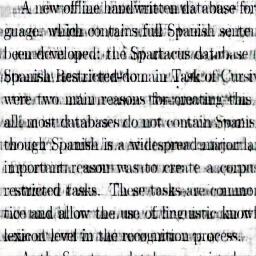 A new offline handwritten database for
guage, which contains full Spanish sente
been developed: the Spartacus database
Spanish Restricted-domain Task of Cursiv
were two main reasons for creating this
all, most databases do not contain Spanis
though Spanish is a widespread major la
important reason was to create a corpus
restricted tasks. These tasks are common
tice and allow the use of linguistic know
lexicon level in the recognition process.